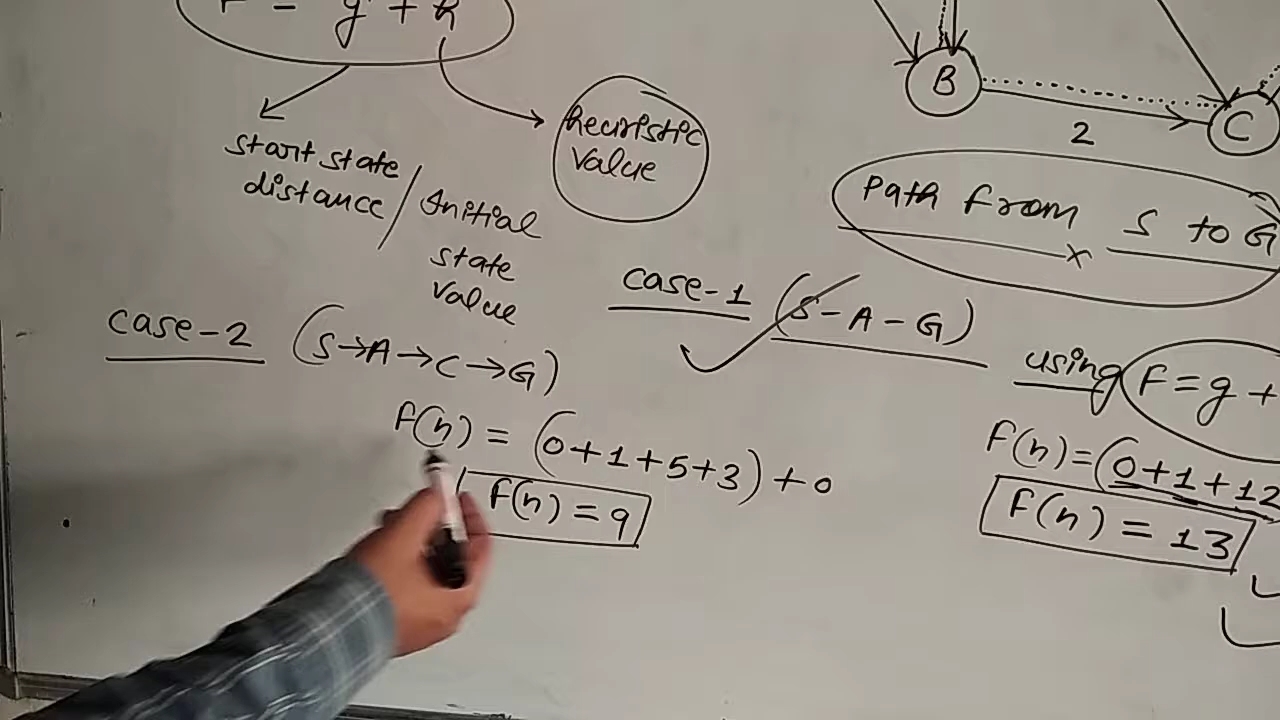 F = g + h
Heuristic
value
start state
distance / Initial
state
value
B
C
2
Path from S to G
case-1 (S-A-G)
case-2 (S→A→C→G)
f(n) = (0+1+5+3)+0
f(n) = 9
using F=g+
f(n)=(0+1+12
f(n) = 13